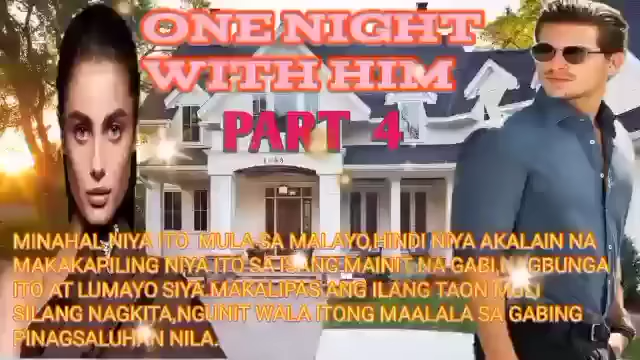 ONE NIGHT
WITH HIM
PART 4
MINAHAL NIYA ITO MULA SA MALAYO,HINDI NIYA AKALAIN NA
MAKAKAPILING NIYA ITO SA ISANG MAINIT NA GABI,NAGBUNGA
ITO AT LUMAYO SIYA.MAKALIPAS ANG ILANG TAON MULI
SILANG NAGKITA,NGUNIT WALA ITONG MAALALA SA GABING
PINAGSALUHAN NILA.